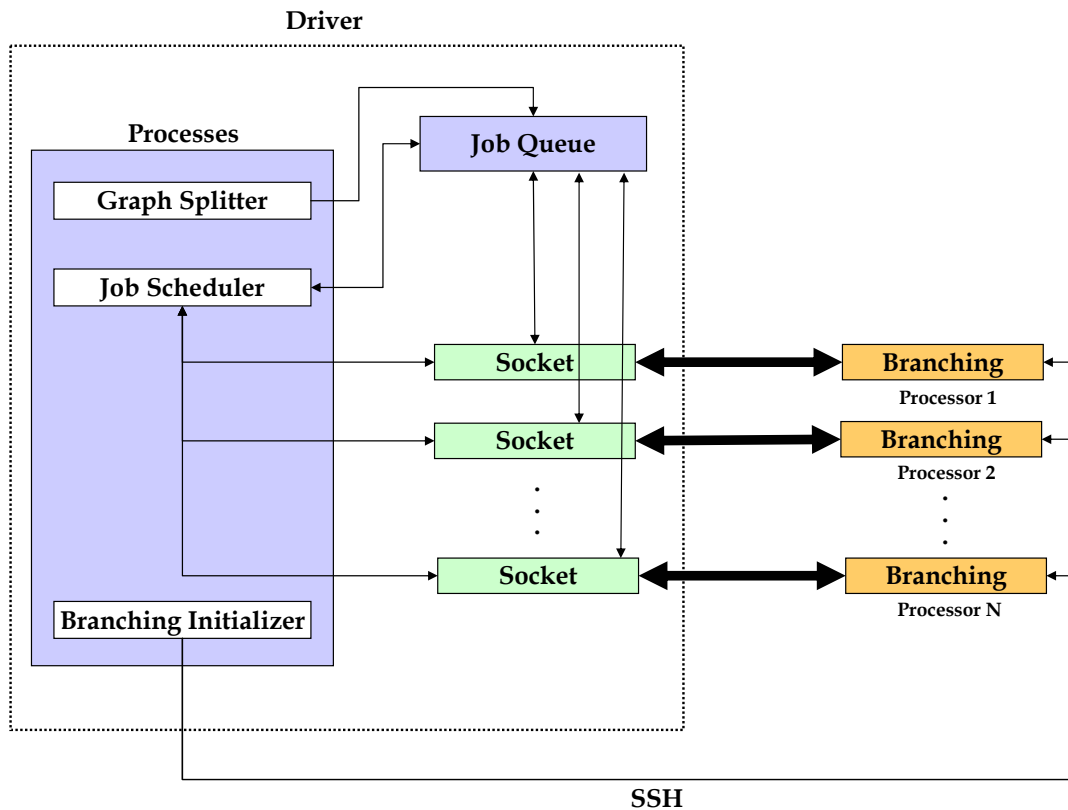 Driver
Processes
Job Queue
Graph Splitter
Job Scheduler
Socket
Branching
Processor 1
Socket
Branching
Processor 2
Socket
Branching
Processor N
Branching Initializer
SSH